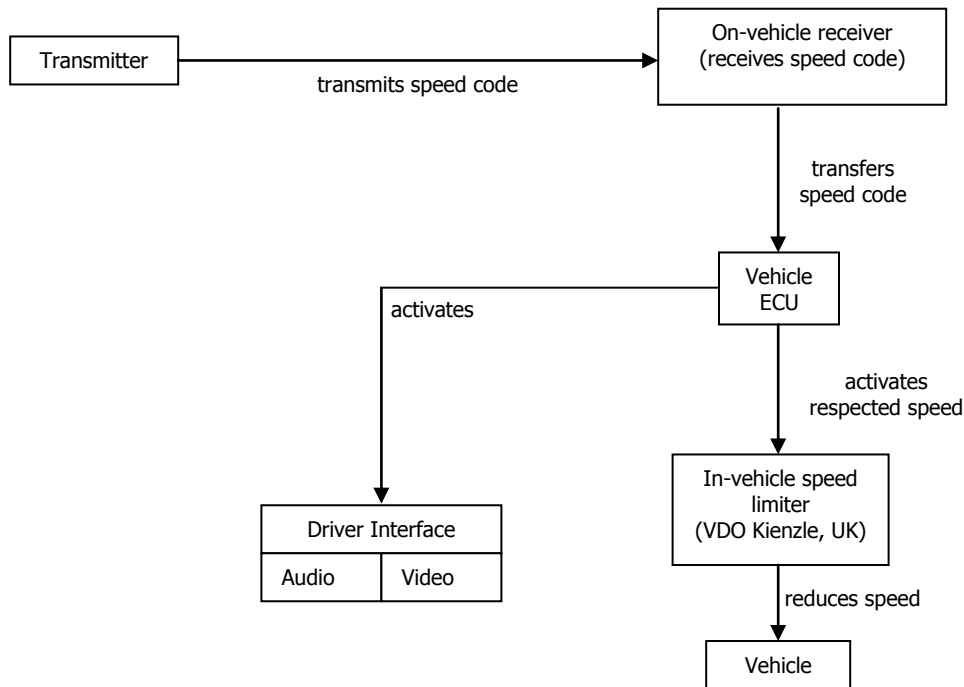 Transmitter
transmits speed code
On-vehicle receiver
(receives speed code)
transfers
speed code
Vehicle
ECU
activates
activates
respected speed
In-vehicle speed
limiter
(VDO Kienzle, UK)
Driver Interface
Audio
Video
reduces speed
Vehicle